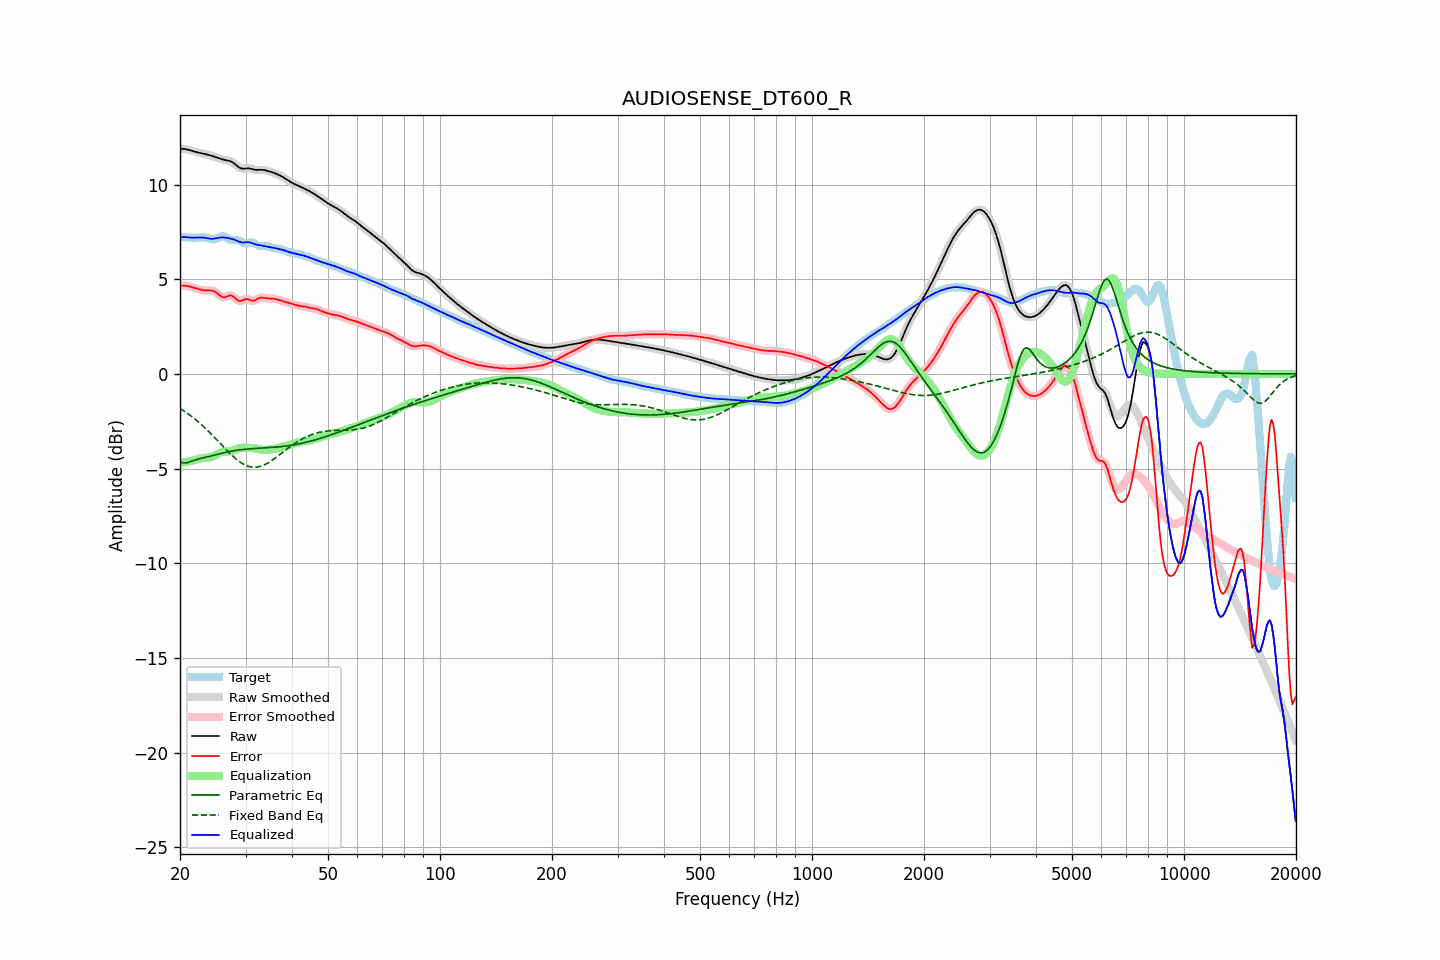 AUDIOSENSE_DT600_R
Amplitude (dBr)
10
5
0
−5
−10
−15
−20
−25
Target
Raw Smoothed
Error Smoothed
Raw
Error
Equalization
Parametric Eq
Fixed Band Eq
Equalized
20 50 100 200 500 1000 2000 5000 10000 20000
Frequency (Hz)